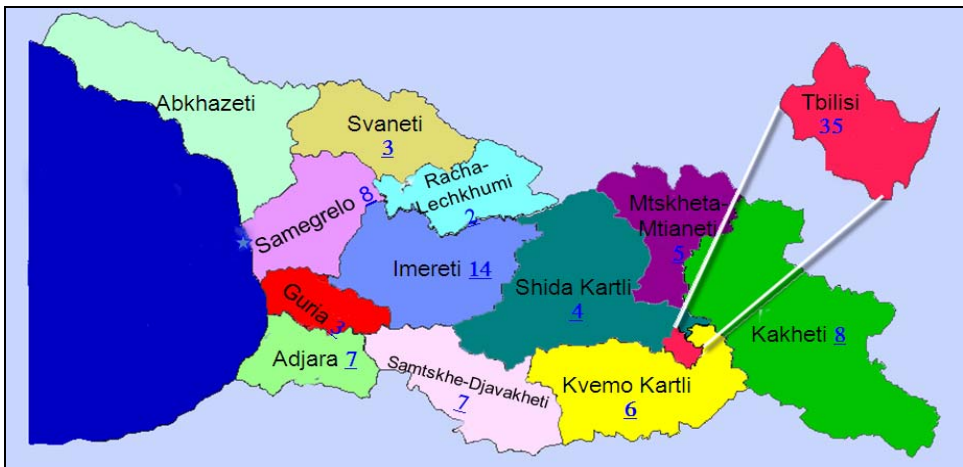 Abkhazeti
Svaneti
3
Tbilisi
35
Racha-
Lechkhumi
2
Samegrelo 8
Mtskheta-
Mtianeti
5
Imereti 14
Shida Kartli
4
Guria 3
Adjara 7
Samtskhe-Djavakheti
7
Kvemo Kartli
6
Kakheti 8